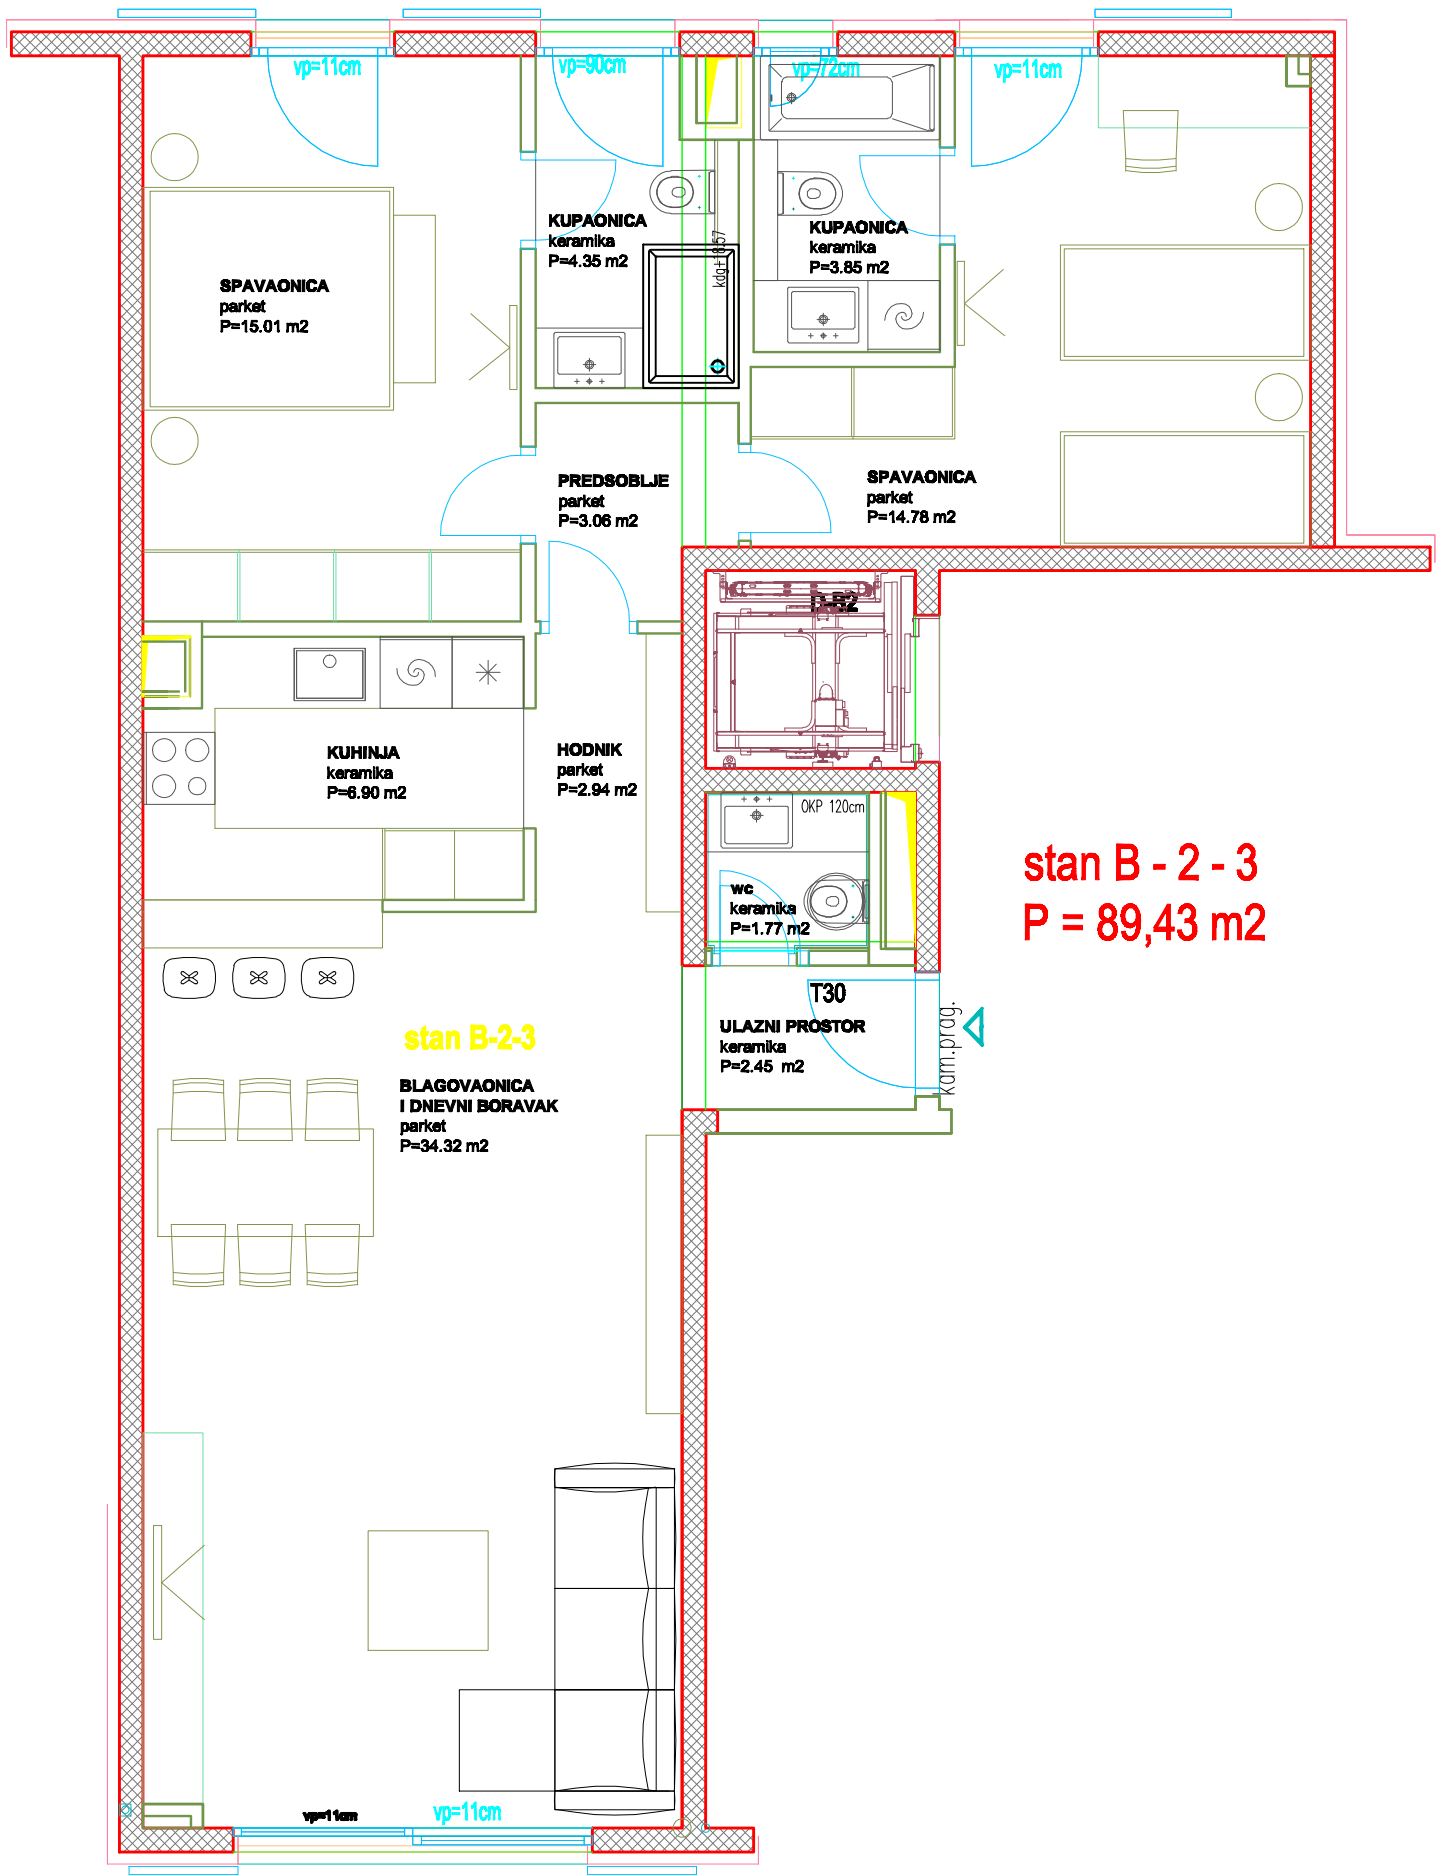 vp=11cm
vp=90cm
vp=72cm
vp=11cm
KUPAONICA
keramika
P=4.35 m2
KUPAONICA
keramika
P=3.85 m2
kdg+18.57
SPAVAONICA
parket
P=15.01 m2
PREDSOBLJE
parket
P=3.06 m2
SPAVAONICA
parket
P=14.78 m2
KUHINJA
keramika
P=6.90 m2
HODNIK
parket
P=2.94 m2
OKP 120cm
wc
keramika
P=1.77 m2
stan B - 2 - 3
P = 89,43 m2
T30
ULAZNI PROSTOR
keramika
P=2.45 m2
kam.prag.
stan B-2-3
BLAGOVAONICA
I DNEVNI BORAVAK
parket
P=34.32 m2
vp=11cm
vp=11cm